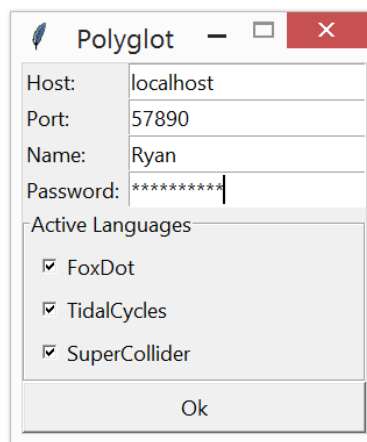 Polyglot
Host: localhost
Port: 57890
Name: Ryan
Password: **********
Active Languages
FoxDot
TidalCycles
SuperCollider
Ok